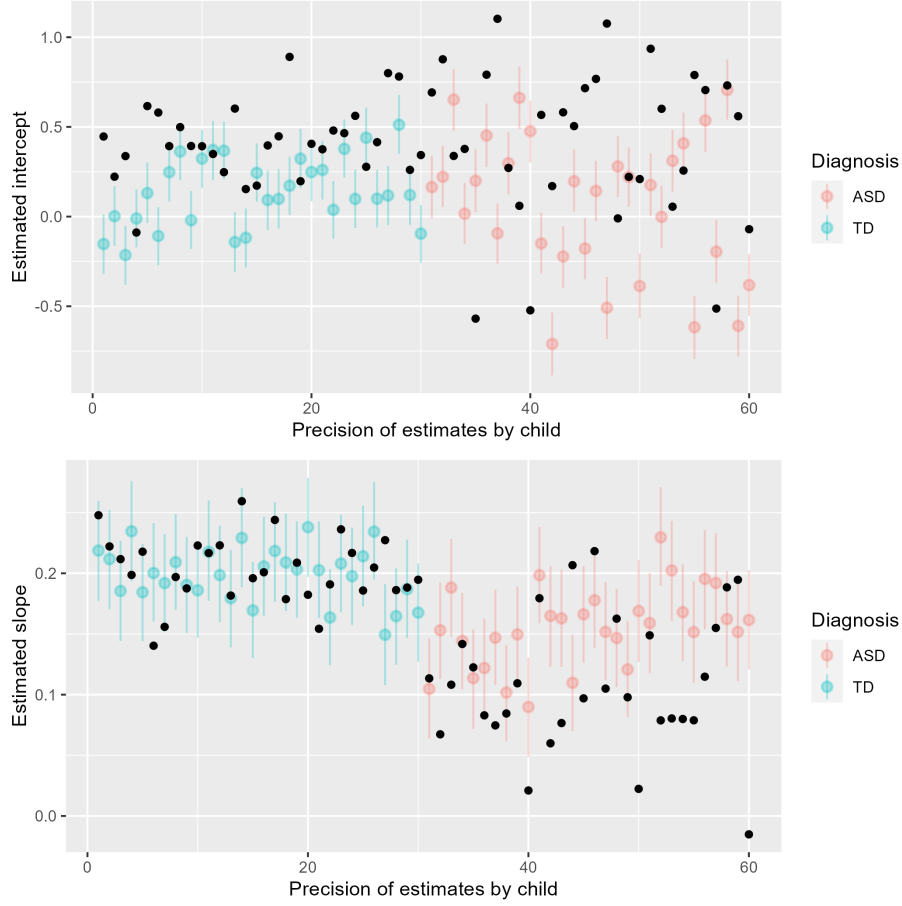 1.0
0.5
0.0
-0.5
Estimated intercept
0 20 40 60
Precision of estimates by child
Diagnosis
ASD
TD
0.2
0.1
0.0
Estimated slope
0 20 40 60
Precision of estimates by child
Diagnosis
ASD
TD